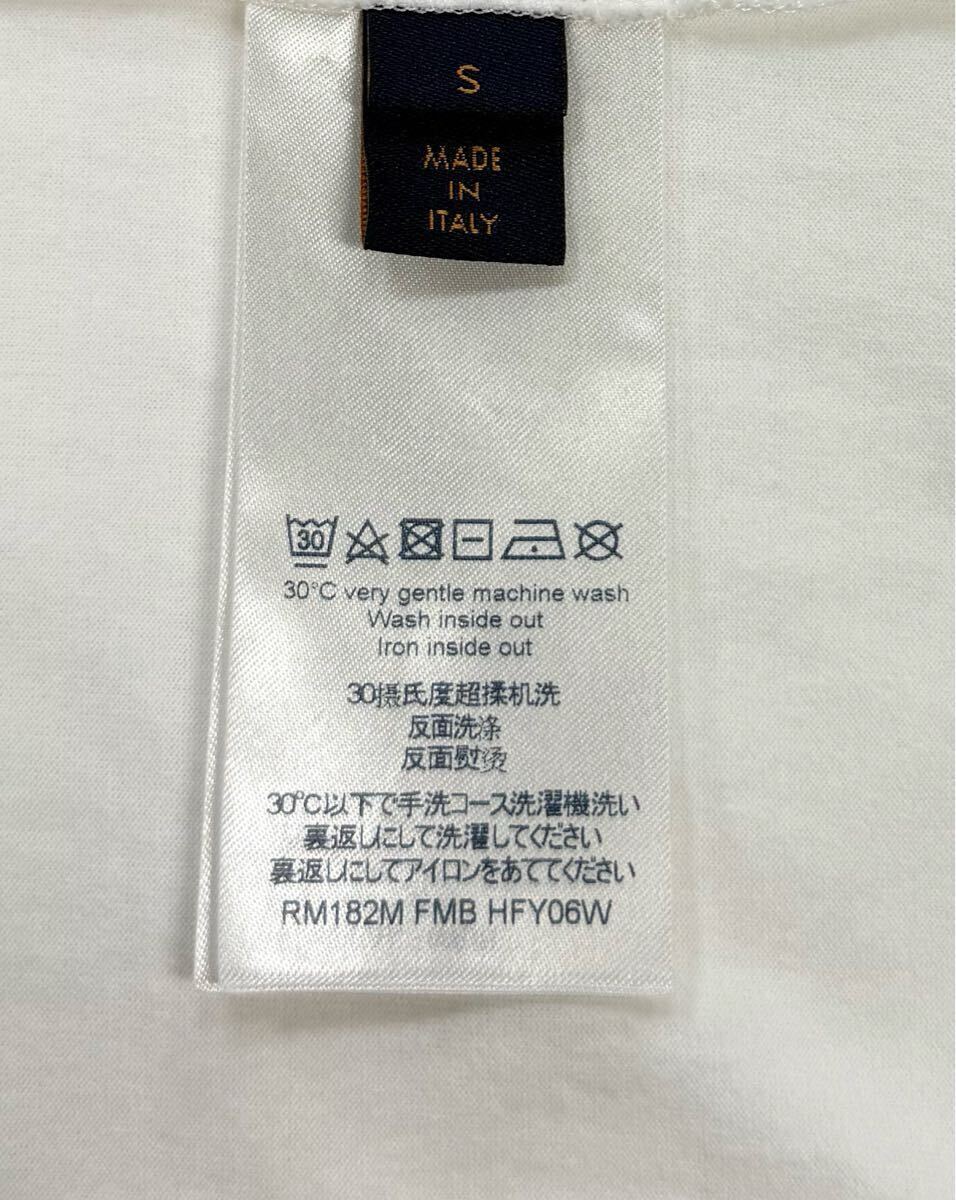 S
MADE
IN
ITALY
30
30°C very gentle machine wash
Wash inside out
Iron inside out
30摄氏度超揉机洗
反面洗涤
反面熨烫
30°C以下で手洗コース洗濯機洗い
裏返しにして洗濯してください
裏返しにしてアイロンをあててください
RM182M FMB HFY06W